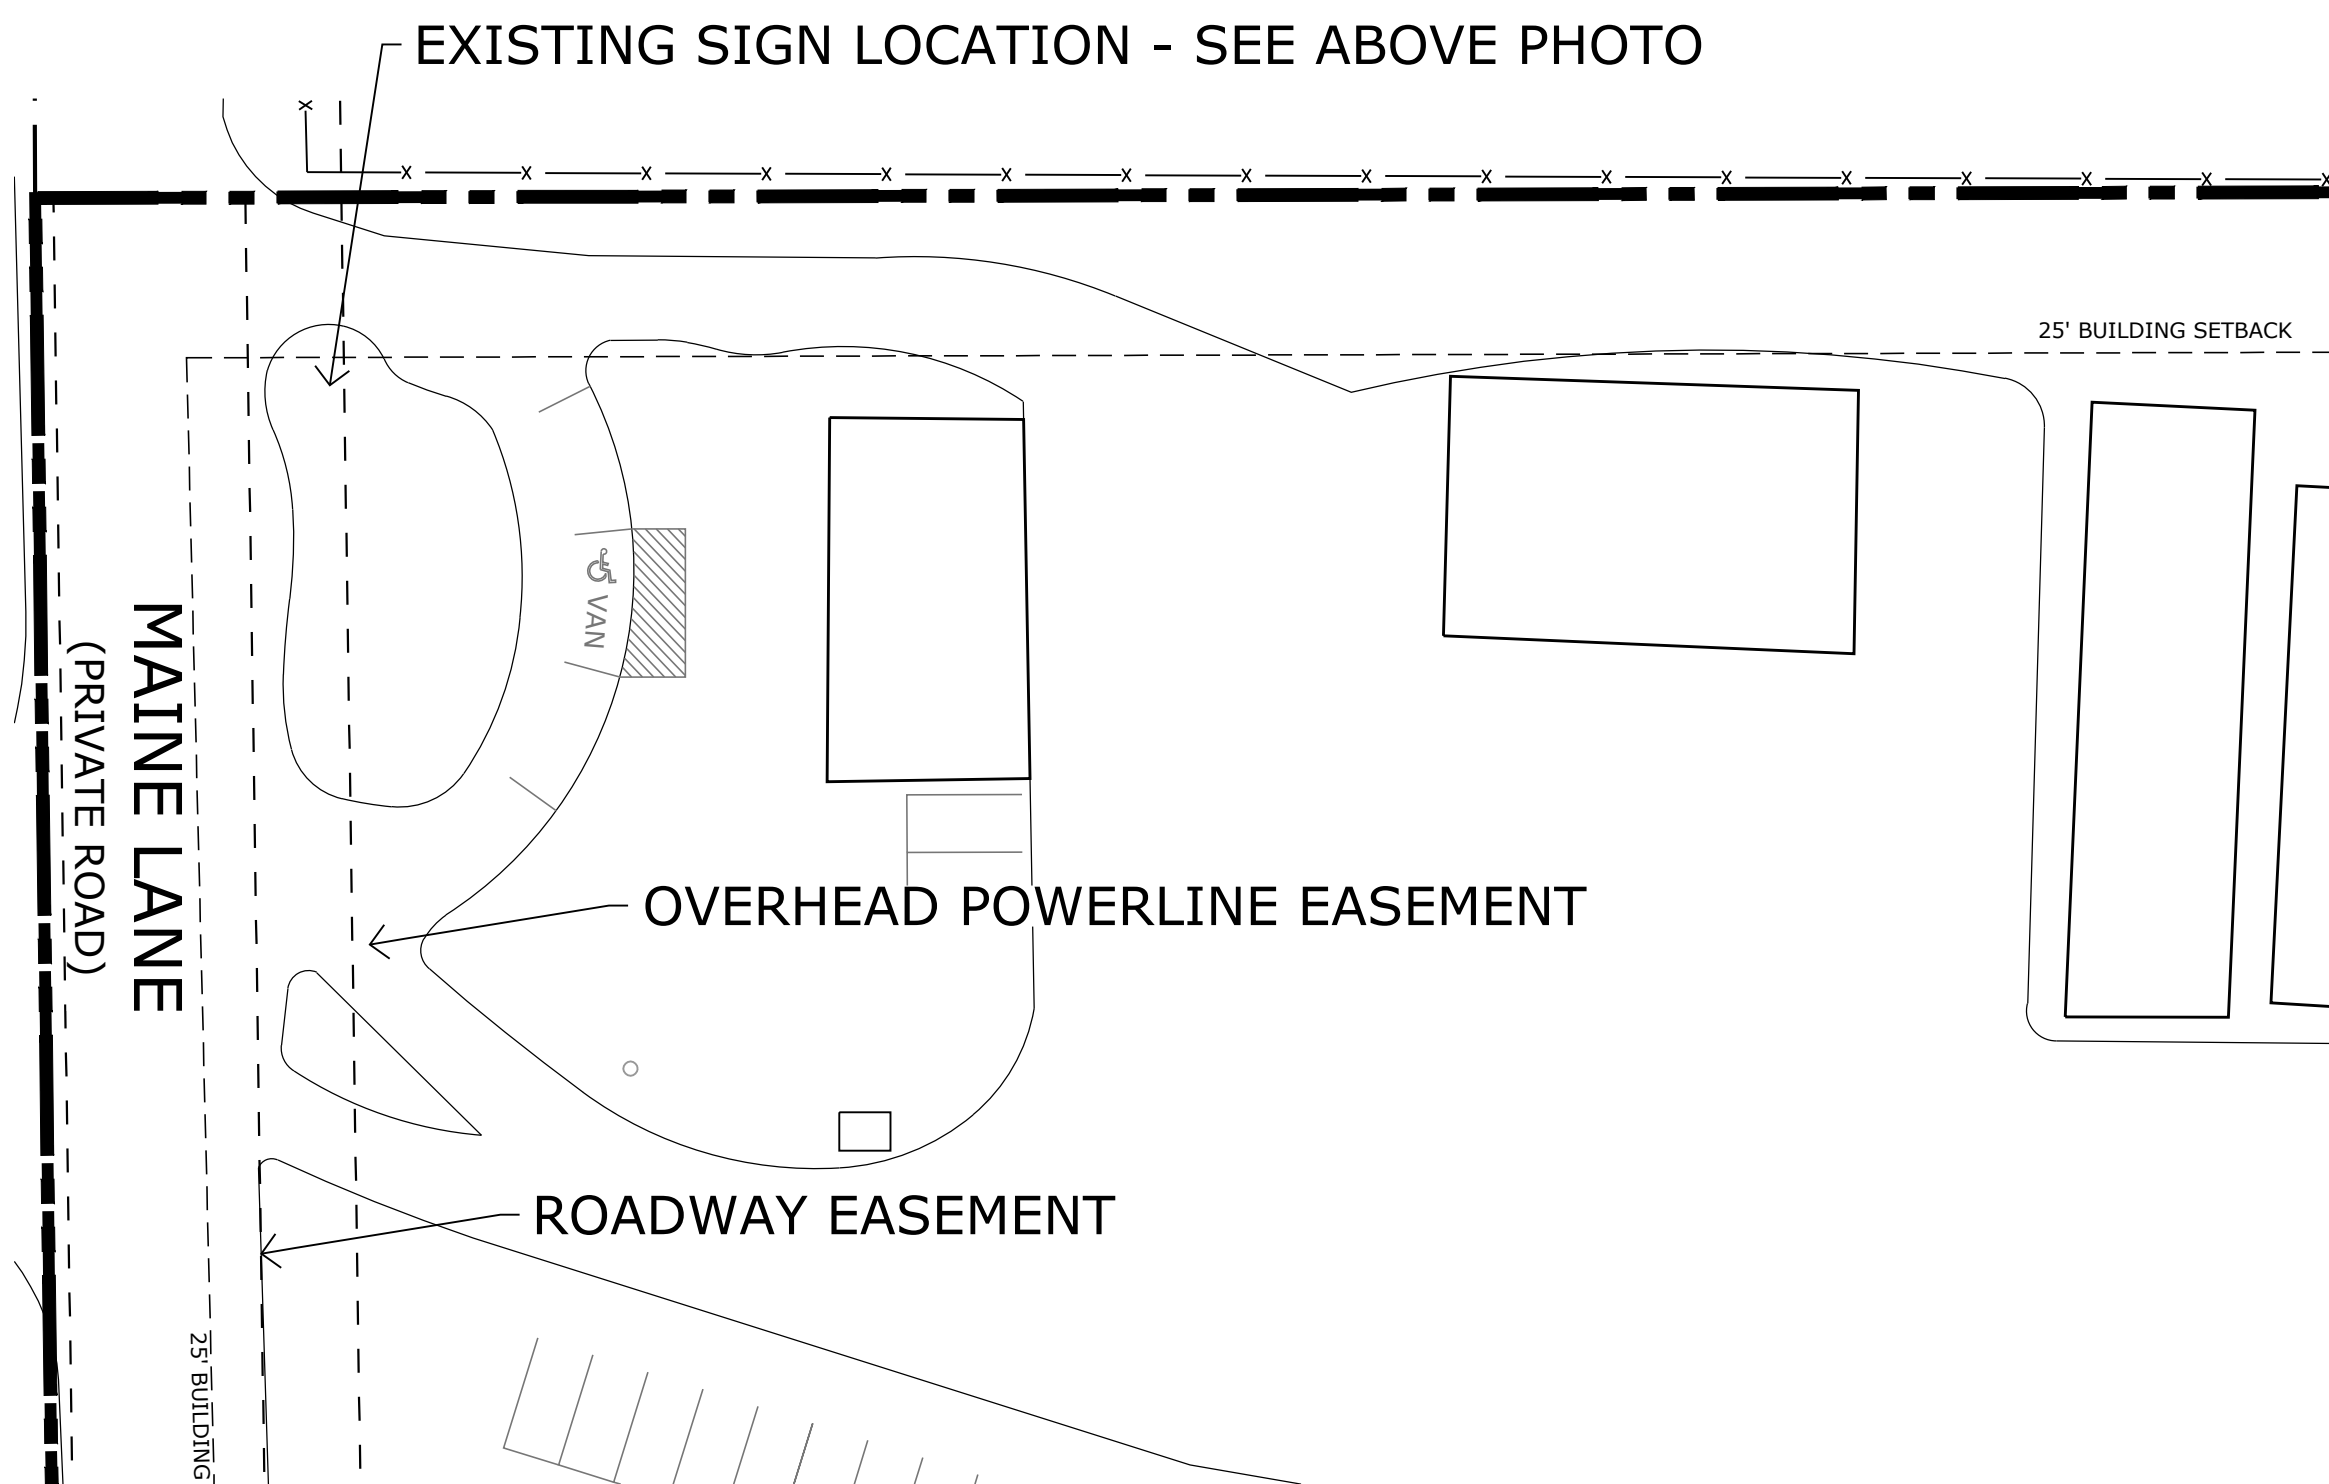 EXISTING SIGN LOCATION - SEE ABOVE PHOTO
25' BUILDING SETBACK
VAN
MAINE LANE
(PRIVATE ROAD)
OVERHEAD POWERLINE EASEMENT
ROADWAY EASEMENT
25' BUILDING